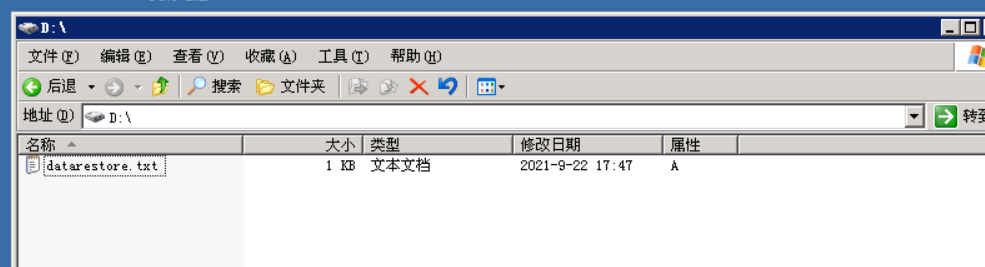 D:\
文件(F) 编辑(E) 查看(V) 收藏(A) 工具(T) 帮助(H)
后退 搜索 文件夹
地址(D) D:\ 转到
名称 大小 类型 修改日期 属性
datarestore.txt 1 KB 文本文档 2021-9-22 17:47 A